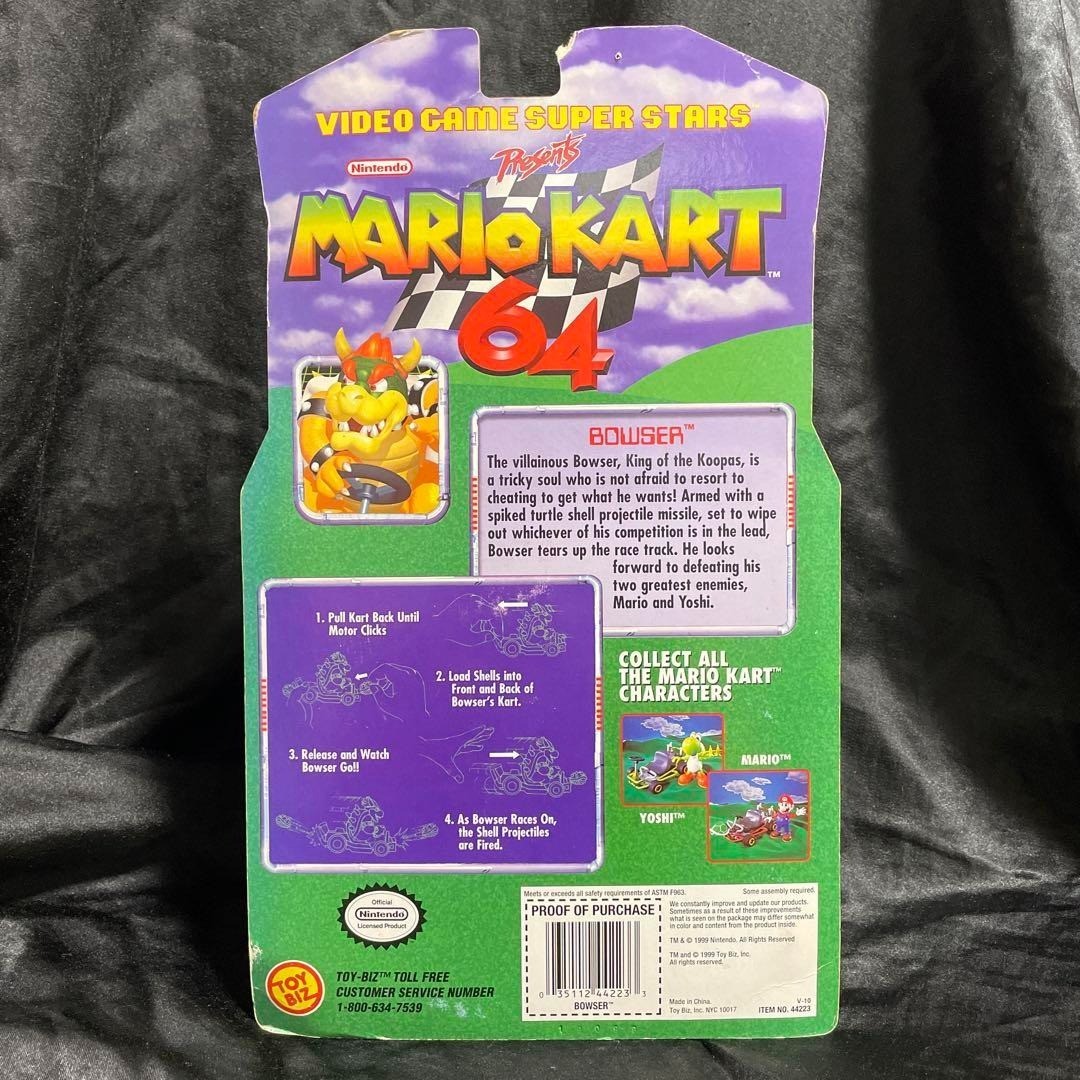 VIDEO GAME SUPER STARS
Presents
Nintendo
MARIO KART™
64
BOWSER™
The villainous Bowser, King of the Koopas, is
a tricky soul who is not afraid to resort to
cheating to get what he wants! Armed with a
spiked turtle shell projectile missile, set to wipe
out whichever of his competition is in the lead,
Bowser tears up the race track. He looks
forward to defeating his
two greatest enemies,
Mario and Yoshi.
1. Pull Kart Back Until
Motor Clicks
2. Load Shells into
Front and Back of
Bowser's Kart.
3. Release and Watch
Bowser Go!!
4. As Bowser Races On,
the Shell Projectiles
are Fired.
COLLECT ALL
THE MARIO KART™
CHARACTERS
MARIO™
YOSHI™
Official
Nintendo
Licensed Product
TOY
BIZ
TOY-BIZ™ TOLL FREE
CUSTOMER SERVICE NUMBER
1-800-634-7539
Meets or exceeds all safety requirements of ASTM F963.
Some assembly required.
PROOF OF PURCHASE
0 35112 44223 3
BOWSER™
We constantly improve and update our products.
Sometimes as a result of these improvements
what is seen on the package may differ somewhat
in color and content from the product inside.
TM & © 1999 Nintendo. All Rights Reserved
TM and © 1999 Toy Biz, Inc.
All rights reserved.
Made in China.
Toy Biz, Inc. NYC 10017
V-10
ITEM NO. 44223